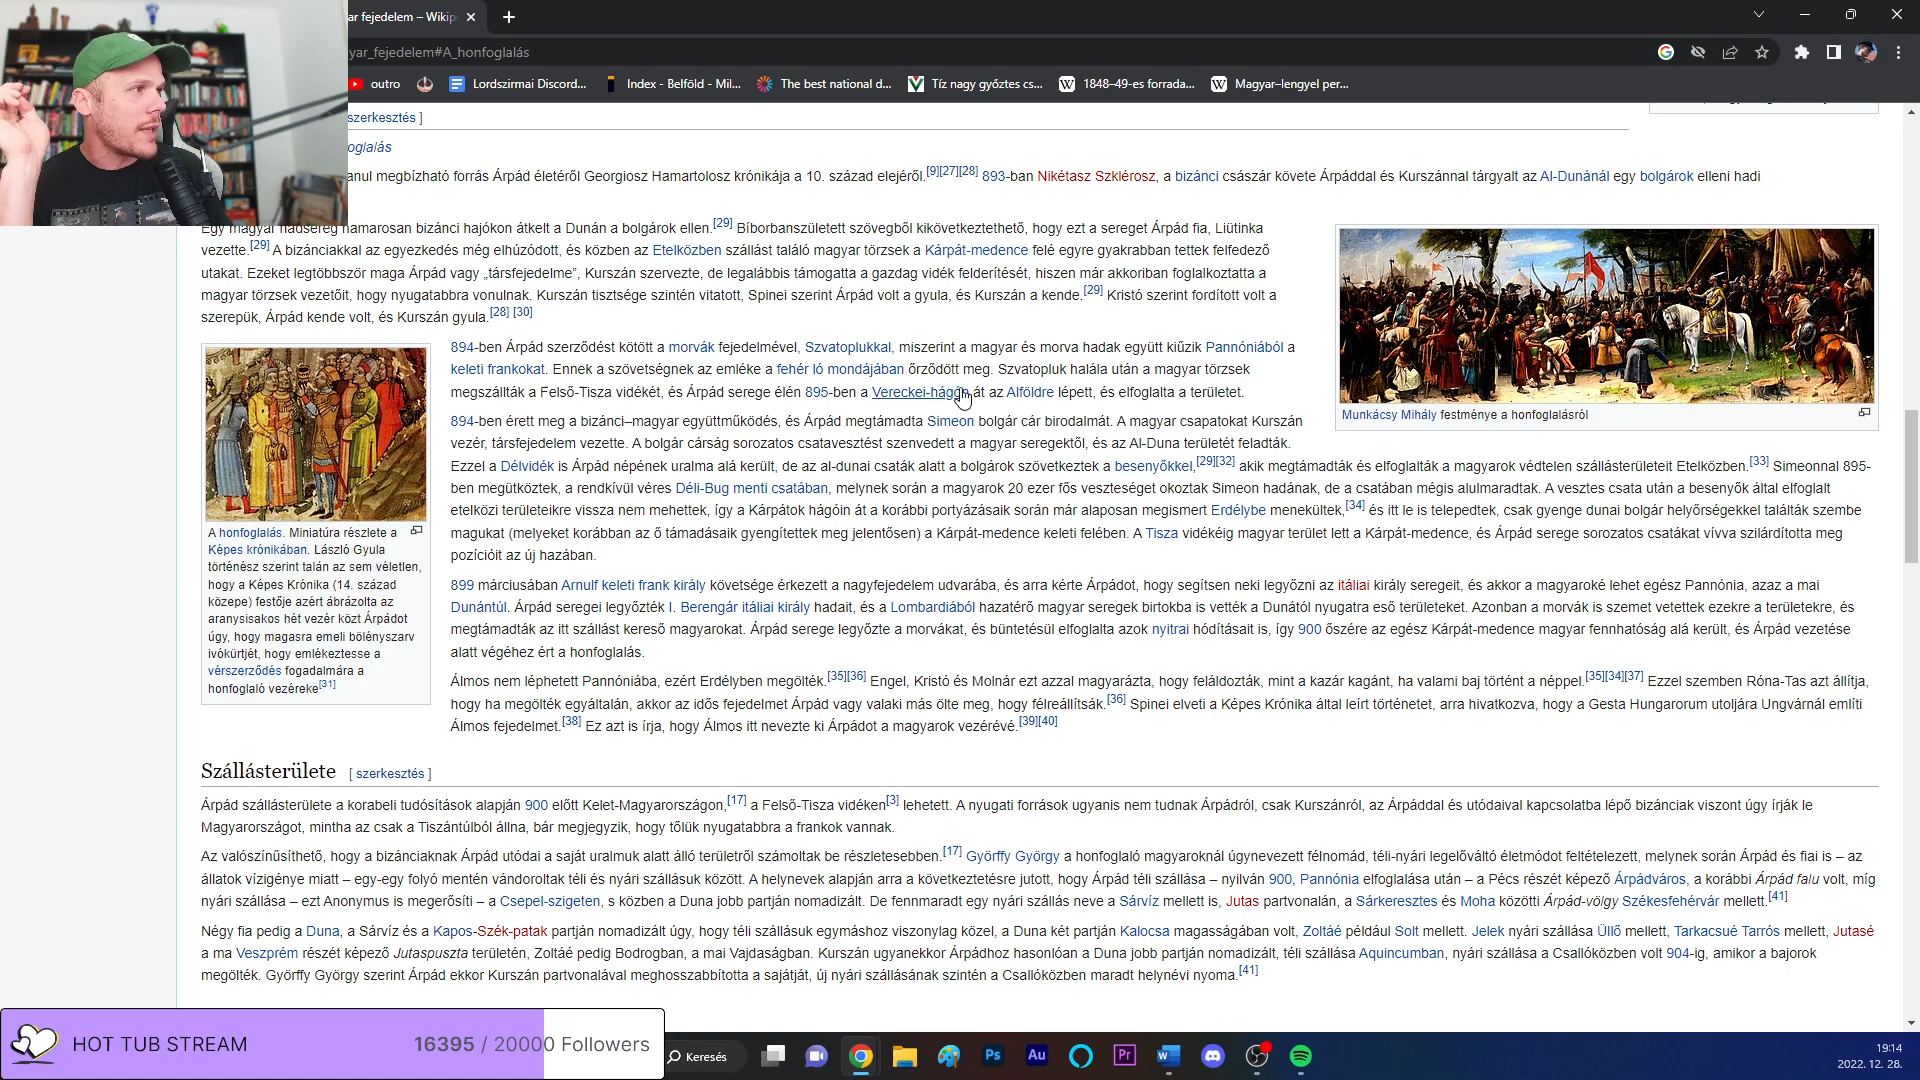 ar fejedelem – Wikip
yar_fejedelem#A_honfoglalás
outro
Lordszirmai Discord...
Index - Belföld - Mil...
The best national d...
Tíz nagy győztes cs...
1848–49-es forrada...
Magyar–lengyel per...
szerkesztés ]
oglalás
anul megbízható forrás Árpád életéről Georgiosz Hamartolosz krónikája a 10. század elejéről.[9][27][28] 893-ban Nikétasz Szklérosz, a bizánci császár követe Árpáddal és Kurszánnal tárgyalt az Al-Dunánál egy bolgárok elleni hadi
Egy magyar hadsereg hamarosan bizánci hajókon átkelt a Dunán a bolgárok ellen.[29] Bíborbanszületett szövegből kikövetkeztethető, hogy ezt a sereget Árpád fia, Liütinka
vezette.[29] A bizánciakkal az egyezkedés még elhúzódott, és közben az Etelközben szállást találó magyar törzsek a Kárpát-medence felé egyre gyakrabban tettek felfedező
utakat. Ezeket legtöbbször maga Árpád vagy „társfejedelme”, Kurszán szervezte, de legalábbis támogatta a gazdag vidék felderítését, hiszen már akkoriban foglalkoztatta a
magyar törzsek vezetőit, hogy nyugatabbra vonulnak. Kurszán tisztsége szintén vitatott, Spinei szerint Árpád volt a gyula, és Kurszán a kende.[29] Kristó szerint fordított volt a
szerepük, Árpád kende volt, és Kurszán gyula.[28] [30]
Munkácsy Mihály festménye a honfoglalásról
894-ben Árpád szerződést kötött a morvák fejedelmével, Szvatoplukkal, miszerint a magyar és morva hadak együtt kiűzik Pannóniából a
keleti frankokat. Ennek a szövetségnek az emléke a fehér ló mondájában őrződött meg. Szvatopluk halála után a magyar törzsek
megszállták a Felső-Tisza vidékét, és Árpád serege élén 895-ben a Vereckei-hágón át az Alföldre lépett, és elfoglalta a területet.
894-ben érett meg a bizánci–magyar együttműködés, és Árpád megtámadta Simeon bolgár cár birodalmát. A magyar csapatokat Kurszán
vezér, társfejedelem vezette. A bolgár cárság sorozatos csatavesztést szenvedett a magyar seregektől, és az Al-Duna területét feladták.
Ezzel a Délvidék is Árpád népének uralma alá került, de az al-dunai csaták alatt a bolgárok szövetkeztek a besenyőkkel,[29][32] akik megtámadták és elfoglalták a magyarok védtelen szállásterületeit Etelközben.[33] Simeonnal 895-
ben megütköztek, a rendkívül véres Déli-Bug menti csatában, melynek során a magyarok 20 ezer fős veszteséget okoztak Simeon hadának, de a csatában mégis alulmaradtak. A vesztes csata után a besenyők által elfoglalt
etelközi területeikre vissza nem mehettek, így a Kárpátok hágóin át a korábbi portyázásaik során már alaposan megismert Erdélybe menekültek,[34] és itt le is telepedtek, csak gyenge dunai bolgár helyőrségekkel találták szembe
magukat (melyeket korábban az ő támadásaik gyengítettek meg jelentősen) a Kárpát-medence keleti felében. A Tisza vidékéig magyar terület lett a Kárpát-medence, és Árpád serege sorozatos csatákat vívva szilárdította meg
pozícióit az új hazában.
A honfoglalás. Miniatúra részlete a
Képes krónikában. László Gyula
történész szerint talán az sem véletlen,
hogy a Képes Krónika (14. század
közepe) festője azért ábrázolta az
aranysisakos hét vezér közt Árpádot
úgy, hogy magasra emeli bölényszarv
ivókürtjét, hogy emlékeztesse a
vérszerződés fogadalmára a
honfoglaló vezéreke[31]
899 márciusában Arnulf keleti frank király követsége érkezett a nagyfejedelem udvarába, és arra kérte Árpádot, hogy segítsen neki legyőzni az itáliai király seregeit, és akkor a magyaroké lehet egész Pannónia, azaz a mai
Dunántúl. Árpád seregei legyőzték I. Berengár itáliai király hadait, és a Lombardiából hazatérő magyar seregek birtokba is vették a Dunától nyugatra eső területeket. Azonban a morvák is szemet vetettek ezekre a területekre, és
megtámadták az itt szállást kereső magyarokat. Árpád serege legyőzte a morvákat, és büntetésül elfoglalta azok nyitrai hódításait is, így 900 őszére az egész Kárpát-medence magyar fennhatóság alá került, és Árpád vezetése
alatt végéhez ért a honfoglalás.
Álmos nem léphetett Pannóniába, ezért Erdélyben megölték.[35][36] Engel, Kristó és Molnár ezt azzal magyarázta, hogy feláldozták, mint a kazár kagánt, ha valami baj történt a néppel.[35][34][37] Ezzel szemben Róna-Tas azt állítja,
hogy ha megölték egyáltalán, akkor az idős fejedelmet Árpád vagy valaki más ölte meg, hogy félreállítsák.[36] Spinei elveti a Képes Krónika által leírt történetet, arra hivatkozva, hogy a Gesta Hungarorum utoljára Ungvárnál említi
Álmos fejedelmet.[38] Ez azt is írja, hogy Álmos itt nevezte ki Árpádot a magyarok vezérévé.[39][40]
Szállásterülete [ szerkesztés ]
Árpád szállásterülete a korabeli tudósítások alapján 900 előtt Kelet-Magyarországon,[17] a Felső-Tisza vidékén[3] lehetett. A nyugati források ugyanis nem tudnak Árpádról, csak Kurszánról, az Árpáddal és utódaival kapcsolatba lépő bizánciak viszont úgy írják le
Magyarországot, mintha az csak a Tiszántúlból állna, bár megjegyzik, hogy tőlük nyugatabbra a frankok vannak.
Az valószínűsíthető, hogy a bizánciaknak Árpád utódai a saját uralmuk alatt álló területről számoltak be részletesebben.[17] Györffy György a honfoglaló magyaroknál úgynevezett félnomád, téli-nyári legelőváltó életmódot feltételezett, melynek során Árpád és fiai is – az
állatok vízigénye miatt – egy-egy folyó mentén vándoroltak téli és nyári szállásuk között. A helynevek alapján arra a következtetésre jutott, hogy Árpád téli szállása – nyilván 900, Pannónia elfoglalása után – a Pécs részét képező Árpádváros, a korábbi Árpád falu volt, míg
nyári szállása – ezt Anonymus is megerősíti – a Csepel-szigeten, s közben a Duna jobb partján nomadizált. De fennmaradt egy nyári szállás neve a Sárvíz mellett is, Jutas partvonalán, a Sárkeresztes és Moha közötti Árpád-völgy Székesfehérvár mellett.[41]
Négy fia pedig a Duna, a Sárvíz és a Kapos-Szék-patak partján nomadizált úgy, hogy téli szállásuk egymáshoz viszonylag közel, a Duna két partján Kalocsa magasságában volt, Zoltáé például Solt mellett. Jelek nyári szállása Üllő mellett, Tarkacsué Tarrós mellett, Jutasé
a ma Veszprém részét képező Jutaspuszta területén, Zoltáé pedig Bodrogban, a mai Vajdaságban. Kurszán ugyanekkor Árpádhoz hasonlóan a Duna jobb partján nomadizált, téli szállása Aquincumban, nyári szállása a Csallóközben volt 904-ig, amikor a bajorok
megölték. Györffy György szerint Árpád ekkor Kurszán partvonalával meghosszabbította a sajátját, új nyári szállásának szintén a Csallóközben maradt helynévi nyoma.[41]
HOT TUB STREAM
16395 / 20000 Followers
Keresés
Ps
Au
Pr
19:14
2022. 12. 28.